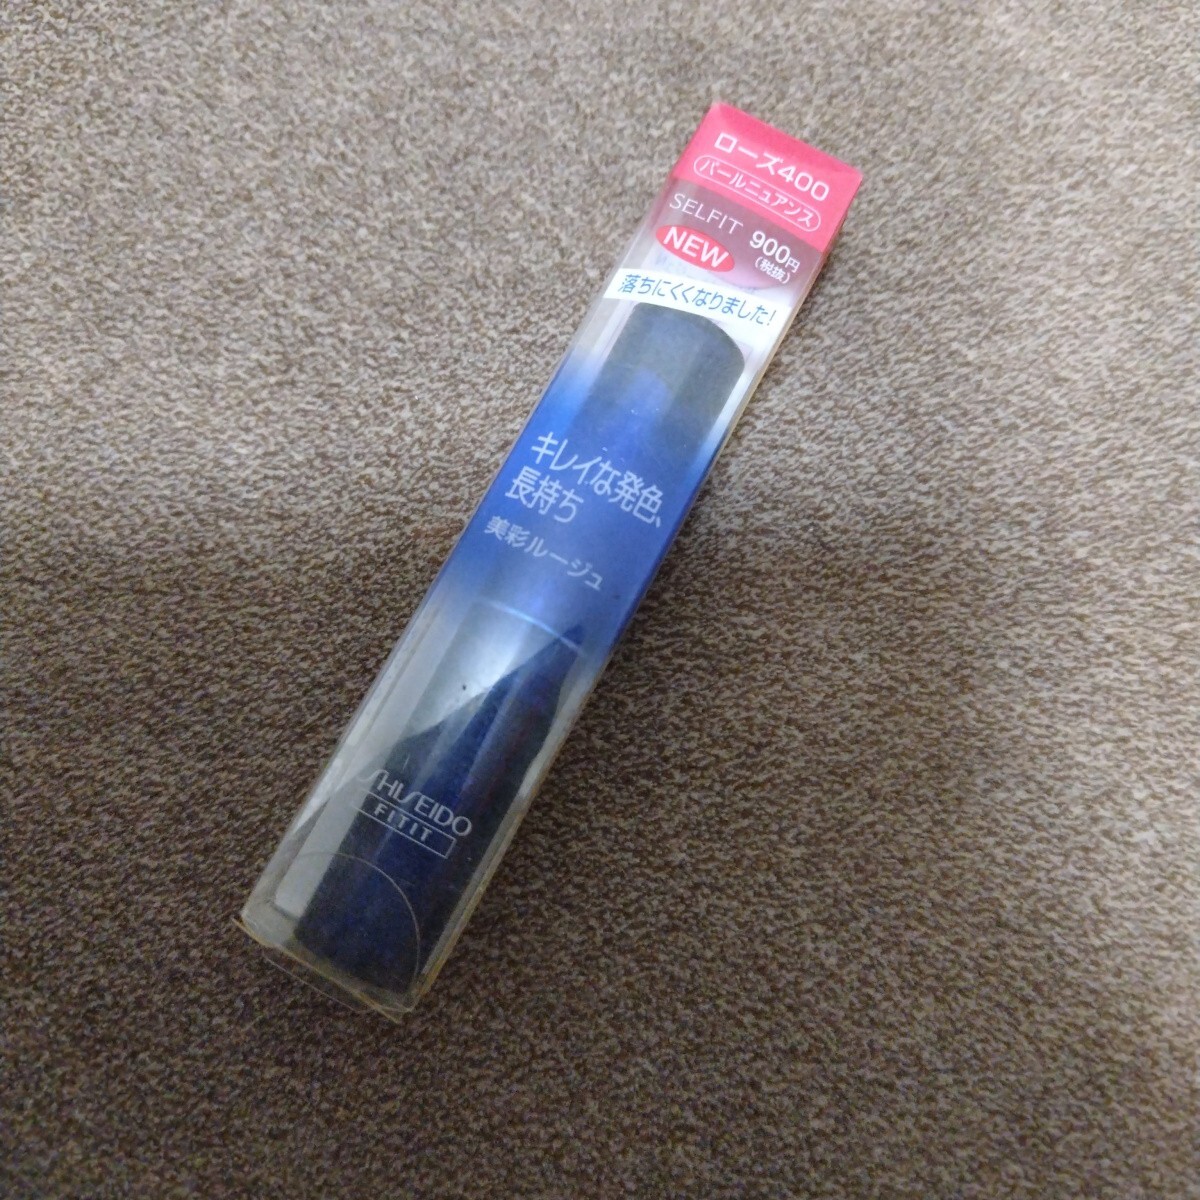 ローズ400
パールニュアンス
SELFIT
900円
(税抜)
NEW
落ちにくくなりました!
キレイな発色、
長持ち
美彩ルージュ
SHISEIDO
FITIT